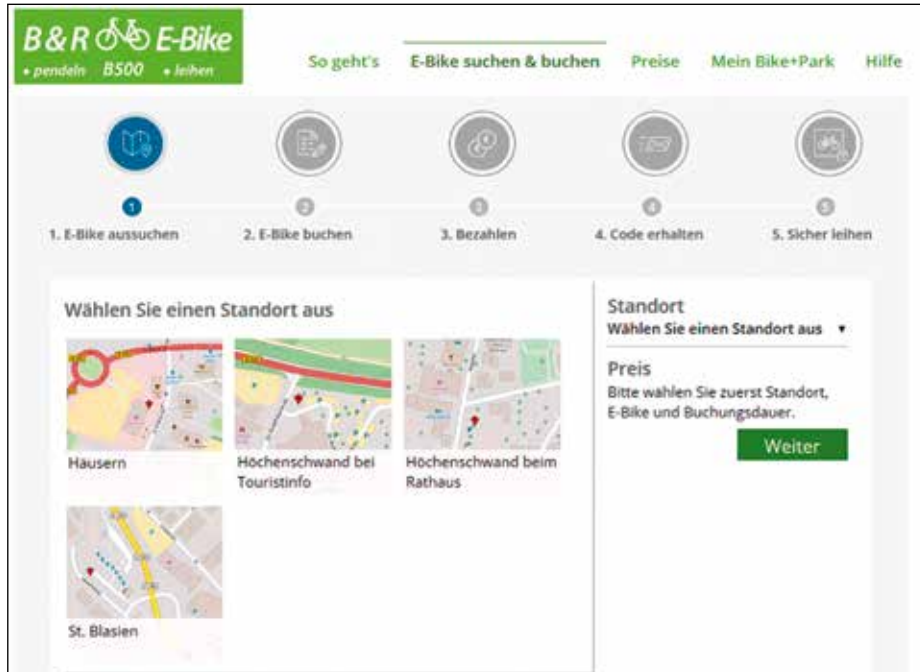 B & R E-Bike
• pendeln B500 • leihen
So geht's E-Bike suchen & buchen Preise Mein Bike+Park Hilfe
1 2 3 4 5
1. E-Bike aussuchen 2. E-Bike buchen 3. Bezahlen 4. Code erhalten 5. Sicher leihen
Wählen Sie einen Standort aus
Häusern
Höchenschwand bei
Touristinfo
Höchenschwand beim
Rathaus
St. Blasien
Standort
Wählen Sie einen Standort aus ▼
Preis
Bitte wählen Sie zuerst Standort,
E-Bike und Buchungsdauer.
Weiter